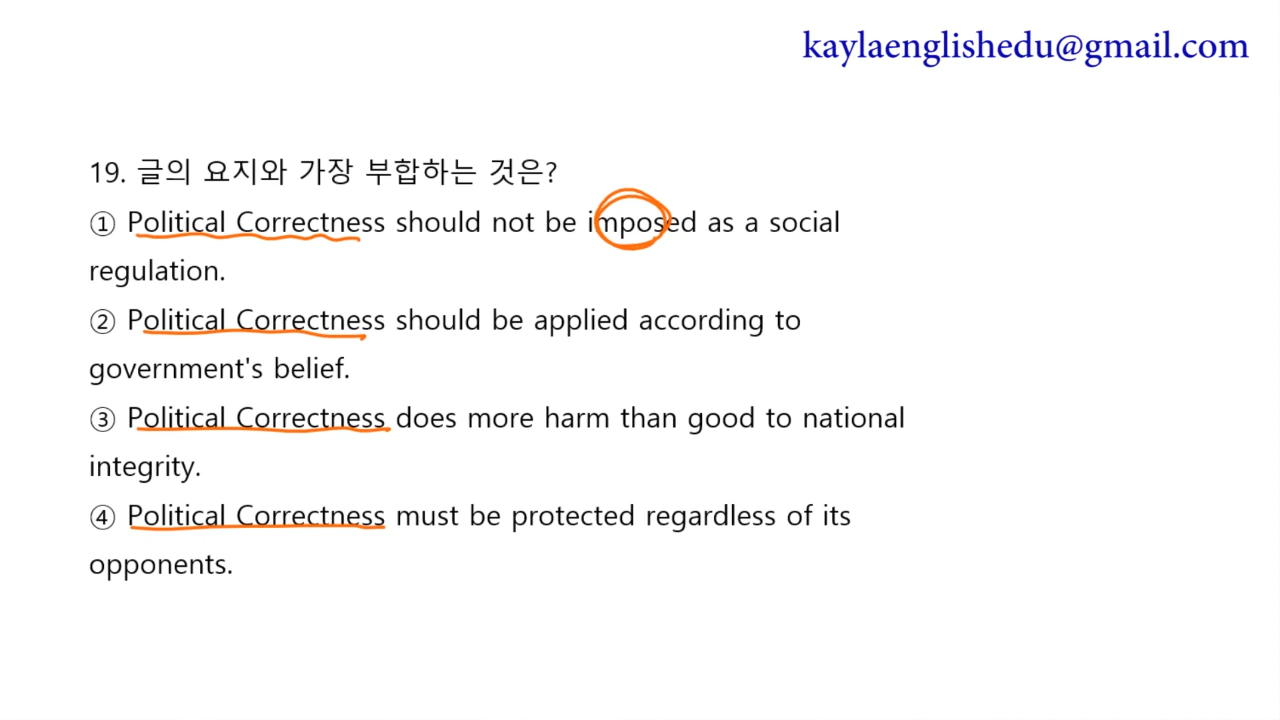 kaylaenglishedu@gmail.com
19. 글의 요지와 가장 부합하는 것은?
① Political Correctness should not be imposed as a social
regulation.
② Political Correctness should be applied according to
government's belief.
③ Political Correctness does more harm than good to national
integrity.
④ Political Correctness must be protected regardless of its
opponents.